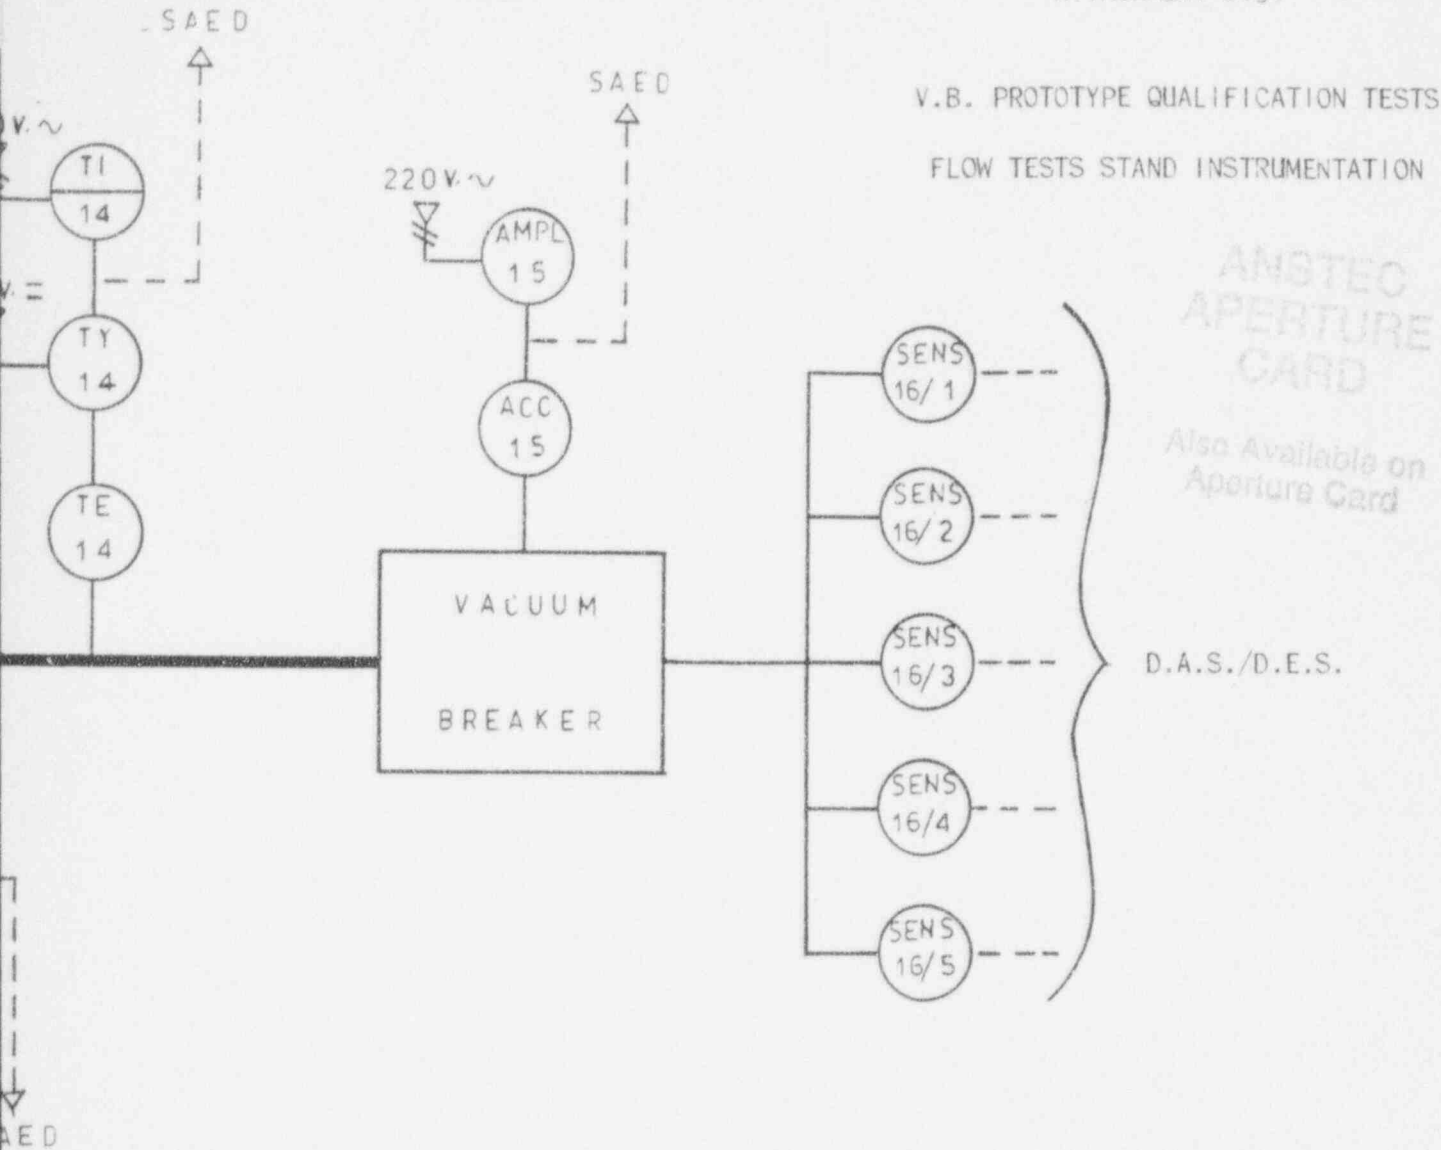 SAED
SAED
V.B. PROTOTYPE QUALIFICATION TESTS
V.~
TI
14
220V.~
FLOW TESTS STAND INSTRUMENTATION
AMPL
15
ANSTEC
APERTURE
CARD
V. =
TY
14
SENS
16/1
ACC
15
Also Available on
Aperture Card
TE
14
SENS
16/2
VACUUM
BREAKER
SENS
16/3
D.A.S./D.E.S.
SENS
16/4
SENS
16/5
AED